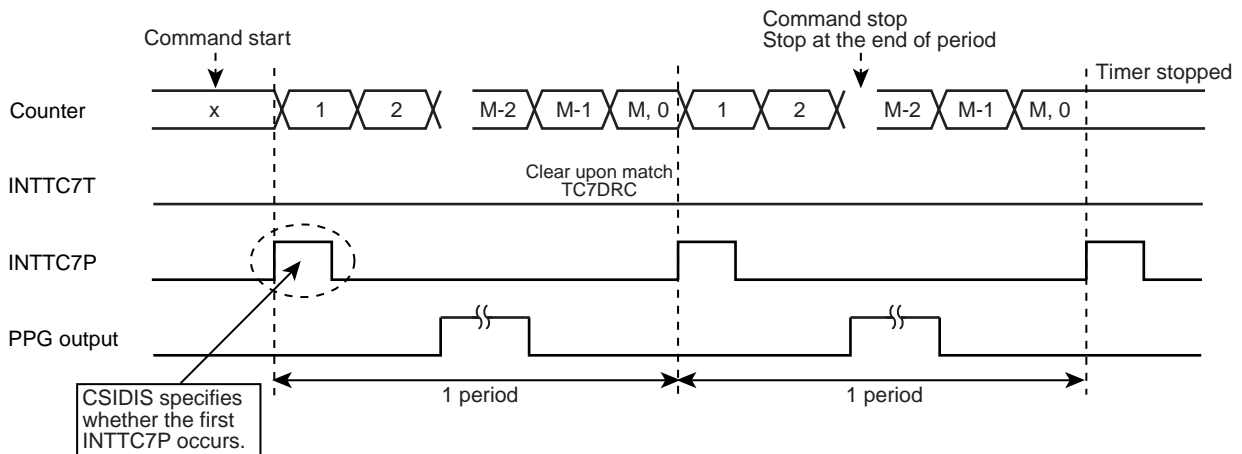 Command start
Command stop
Stop at the end of period
Timer stopped
Counter
x 1 2 M-2 M-1 M, 0 1 2 M-2 M-1 M, 0
INTTC7T
Clear upon match
TC7DRC
INTTC7P
PPG output
CSIDIS specifies
whether the first
INTTC7P occurs.
1 period
1 period